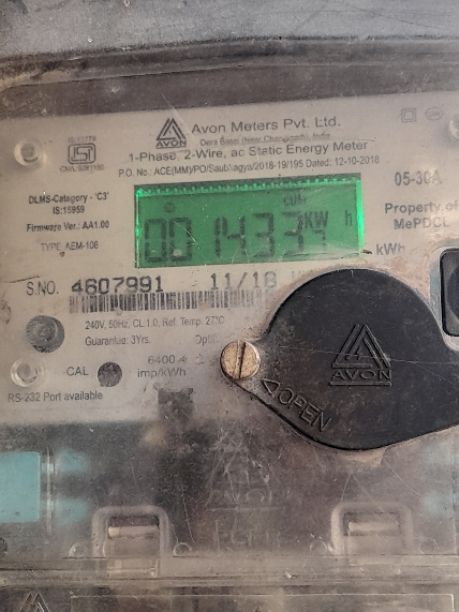 AVON
Avon Meters Pvt. Ltd.
1-Phase, 2-Wire, ac Static Energy Meter
P.O. No.: ACE(MM)/PO/Saubhagya/2018-19/195 Dated: 12-10-2018
DLMS-Category - 'C3'
IS:15959
Firmware Ver.: AA1.00
TYPE: AEM-106
05-30A
Property of
MePDCL
CUM
KW h
kWh
S.NO. 4607991 11/18
240V, 50Hz, CL.1.0, Ref. Temp. 27°C
Guarantee: 3Yrs.
6400
imp/kWh
CAL
RS-232 Port available
AVON
OPEN